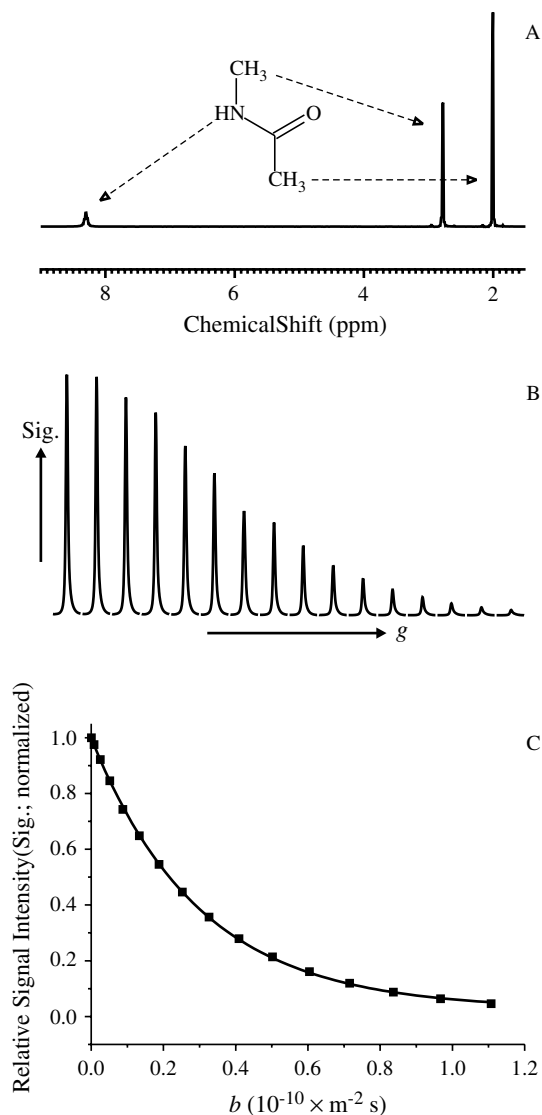 A
CH3
HN
O
CH3
8 6 4 2
ChemicalShift (ppm)
B
Sig.
g
C
Relative Signal Intensity(Sig.; normalized)
1.0
0.8
0.6
0.4
0.2
0.0
0.0 0.2 0.4 0.6 0.8 1.0 1.2
b (10-10 × m-2 s)